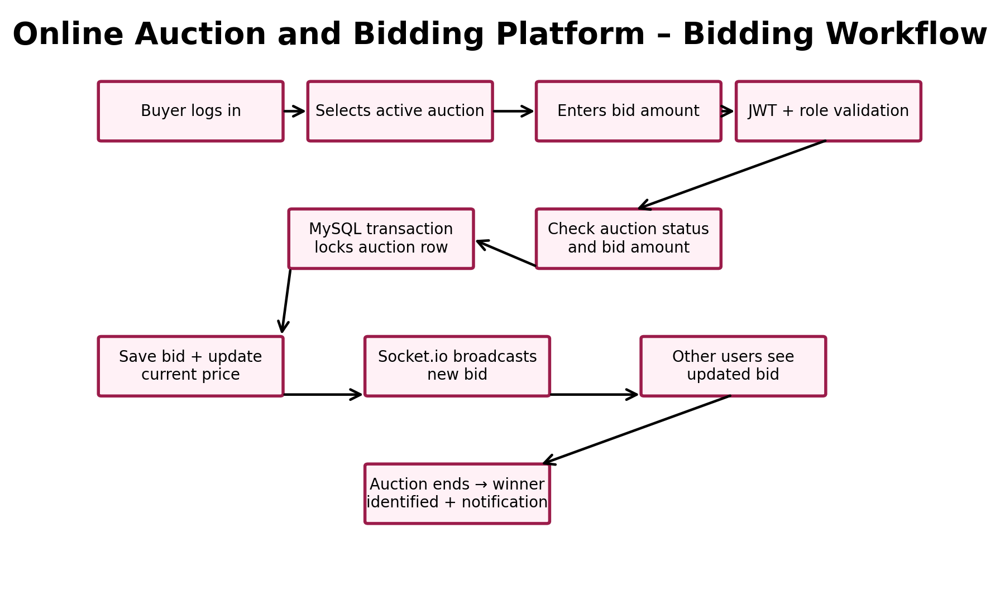 Online Auction and Bidding Platform – Bidding Workflow
Buyer logs in
Selects active auction
Enters bid amount
JWT + role validation
MySQL transaction
locks auction row
Check auction status
and bid amount
Save bid + update
current price
Socket.io broadcasts
new bid
Other users see
updated bid
Auction ends → winner
identified + notification